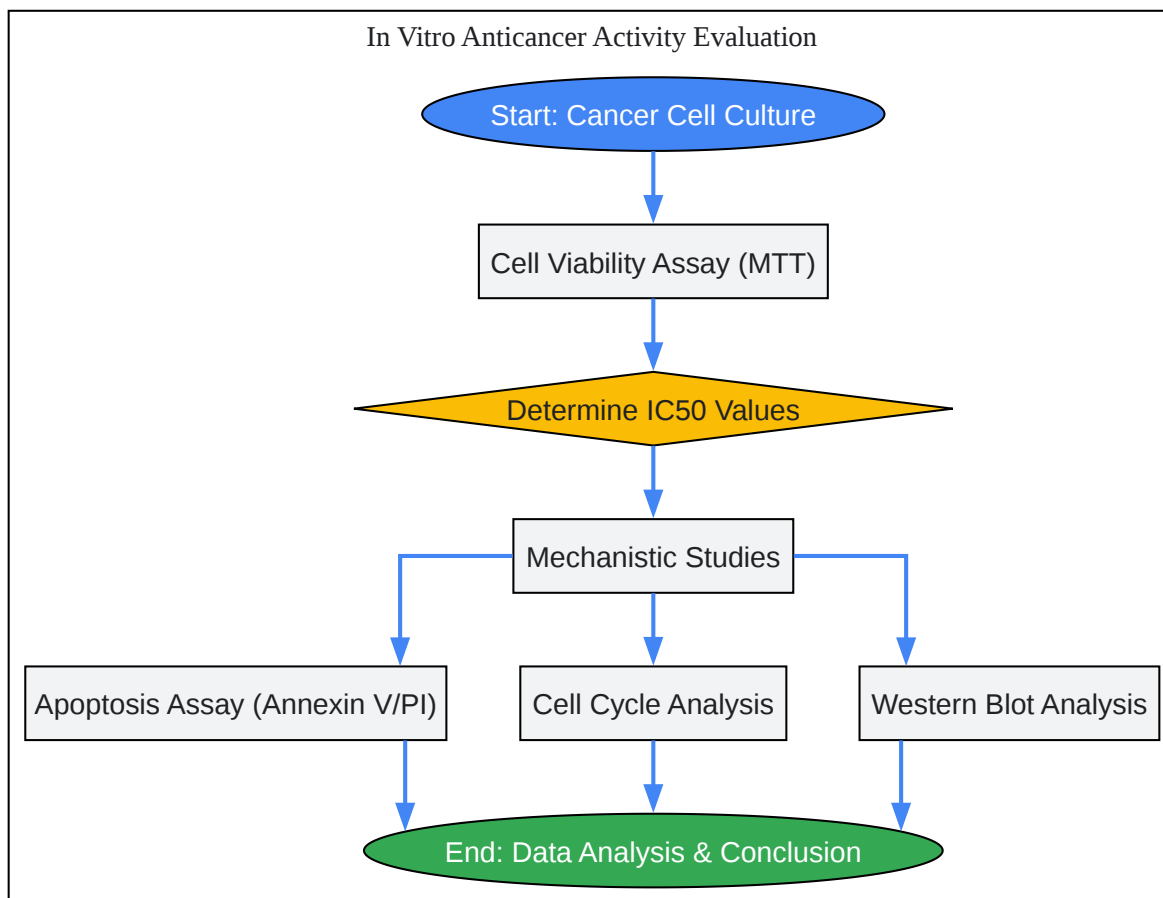 In Vitro Anticancer Activity Evaluation
Start: Cancer Cell Culture
Cell Viability Assay (MTT)
Determine IC50 Values
Mechanistic Studies
Apoptosis Assay (Annexin V/PI)
Cell Cycle Analysis
Western Blot Analysis
End: Data Analysis & Conclusion